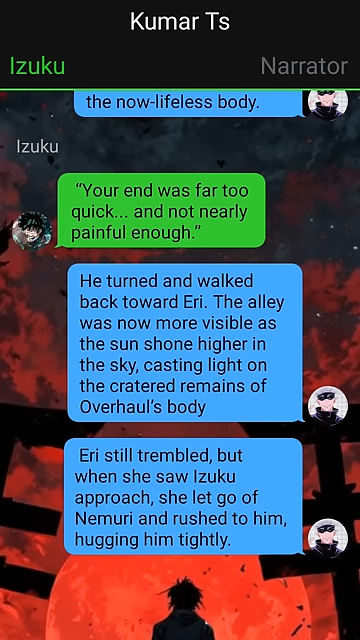 Kumar Ts
Izuku
Narrator
the now-lifeless body.
Izuku
“Your end was far too
quick... and not nearly
painful enough.”
He turned and walked
back toward Eri. The alley
was now more visible as
the sun shone higher in
the sky, casting light on
the cratered remains of
Overhaul’s body
Eri still trembled, but
when she saw Izuku
approach, she let go of
Nemuri and rushed to him,
hugging him tightly.